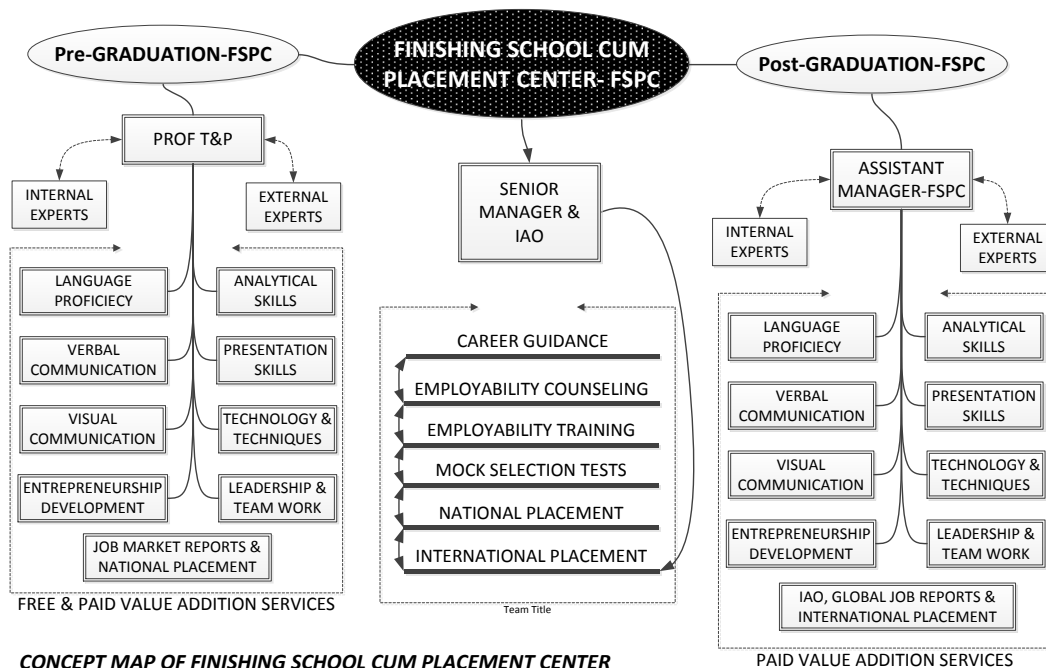 Pre-GRADUATION-FSPC
FINISHING SCHOOL CUM
PLACEMENT CENTER- FSPC
Post-GRADUATION-FSPC
PROF T&P
INTERNAL
EXPERTS
EXTERNAL
EXPERTS
LANGUAGE
PROFICIECY
ANALYTICAL
SKILLS
VERBAL
COMMUNICATION
PRESENTATION
SKILLS
VISUAL
COMMUNICATION
TECHNOLOGY &
TECHNIQUES
ENTREPRENEURSHIP
DEVELOPMENT
LEADERSHIP &
TEAM WORK
JOB MARKET REPORTS &
NATIONAL PLACEMENT
FREE & PAID VALUE ADDITION SERVICES
SENIOR
MANAGER &
IAO
CAREER GUIDANCE
EMPLOYABILITY COUNSELING
EMPLOYABILITY TRAINING
MOCK SELECTION TESTS
NATIONAL PLACEMENT
INTERNATIONAL PLACEMENT
Team Title
ASSISTANT
MANAGER-FSPC
INTERNAL
EXPERTS
EXTERNAL
EXPERTS
LANGUAGE
PROFICIECY
ANALYTICAL
SKILLS
VERBAL
COMMUNICATION
PRESENTATION
SKILLS
VISUAL
COMMUNICATION
TECHNOLOGY &
TECHNIQUES
ENTREPRENEURSHIP
DEVELOPMENT
LEADERSHIP &
TEAM WORK
IAO, GLOBAL JOB REPORTS &
INTERNATIONAL PLACEMENT
PAID VALUE ADDITION SERVICES
CONCEPT MAP OF FINISHING SCHOOL CUM PLACEMENT CENTER